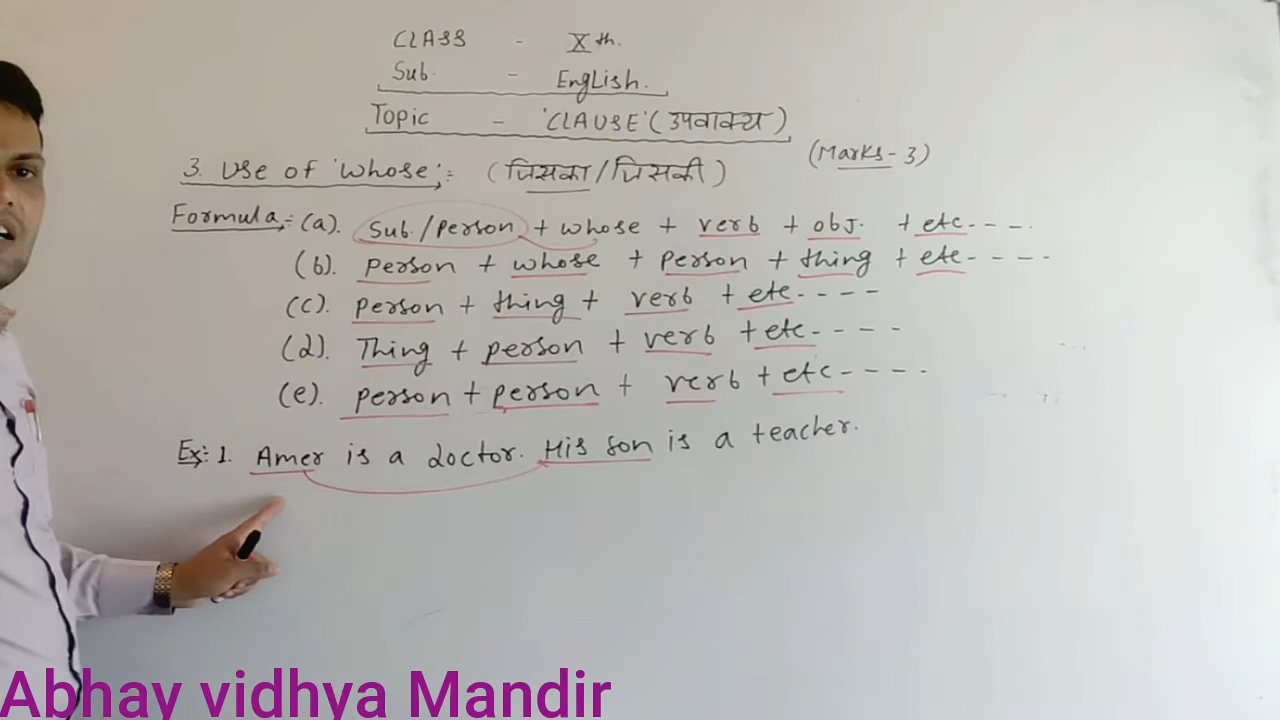 CLASS - Xth.
Sub. - English.
Topic - 'CLAUSE' (उपवाक्य)
(Marks-3)
3. Use of 'whose' := (जिसका/जिसकी)
Formula:= (a). Sub./person + whose + verb + obj. + etc----.
(b). person + whose + person + thing + etc-----
(c). person + thing + verb + etc-----
(d). Thing + person + verb + etc-----
(e). person + person + verb + etc-----
Ex:- 1. Amer is a doctor. His son is a teacher.
Abhay vidhya Mandir